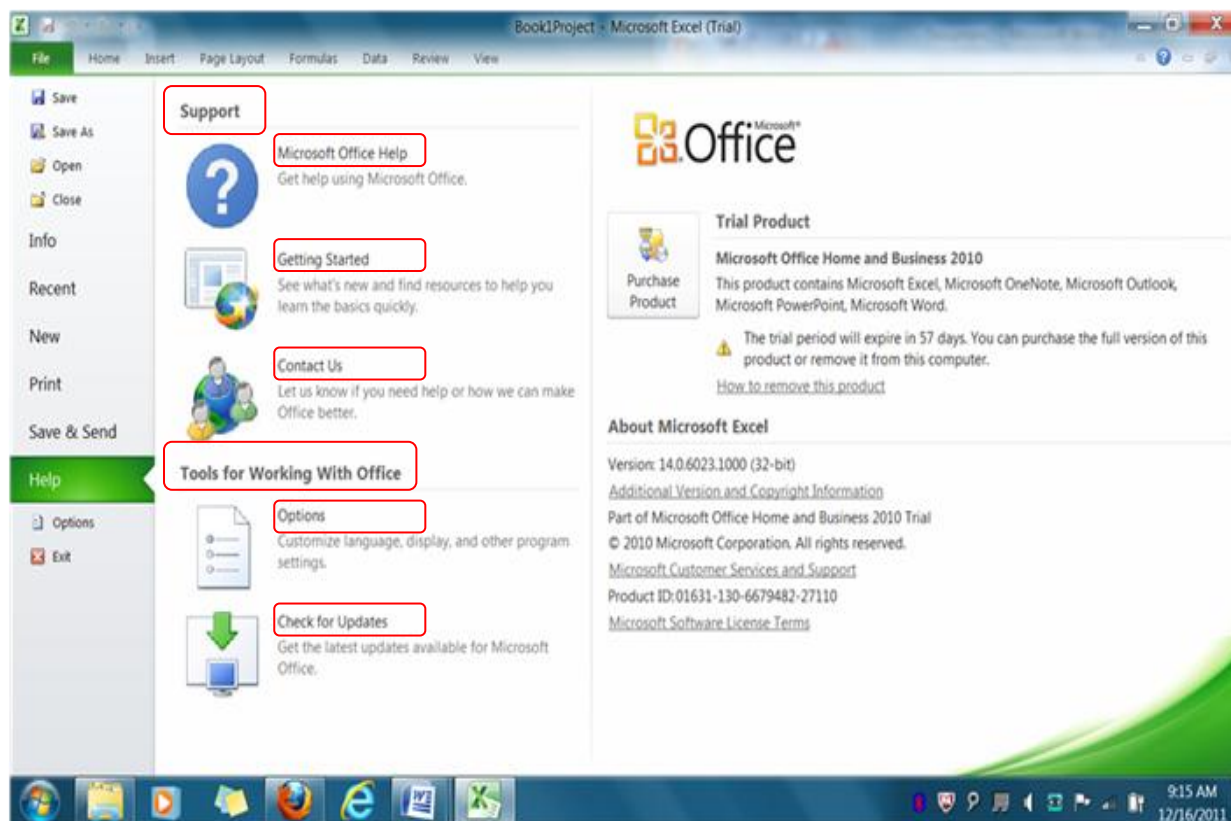 Book1Project - Microsoft Excel (Trial)
File Home Insert Page Layout Formulas Data Review View
Save
Save As
Open
Close
Info
Recent
New
Print
Save & Send
Help
Options
Exit
Support
Microsoft Office Help
Get help using Microsoft Office.
Getting Started
See what's new and find resources to help you
learn the basics quickly.
Contact Us
Let us know if you need help or how we can make
Office better.
Tools for Working With Office
Options
Customize language, display, and other program
settings.
Check for Updates
Get the latest updates available for Microsoft
Office.
Microsoft®
Office
Purchase
Product
Trial Product
Microsoft Office Home and Business 2010
This product contains Microsoft Excel, Microsoft OneNote, Microsoft Outlook,
Microsoft PowerPoint, Microsoft Word.
The trial period will expire in 57 days. You can purchase the full version of this
product or remove it from this computer.
How to remove this product
About Microsoft Excel
Version: 14.0.6023.1000 (32-bit)
Additional Version and Copyright Information
Part of Microsoft Office Home and Business 2010 Trial
© 2010 Microsoft Corporation. All rights reserved.
Microsoft Customer Services and Support
Product ID:01631-130-6679482-27110
Microsoft Software License Terms
9:15 AM
12/16/2011